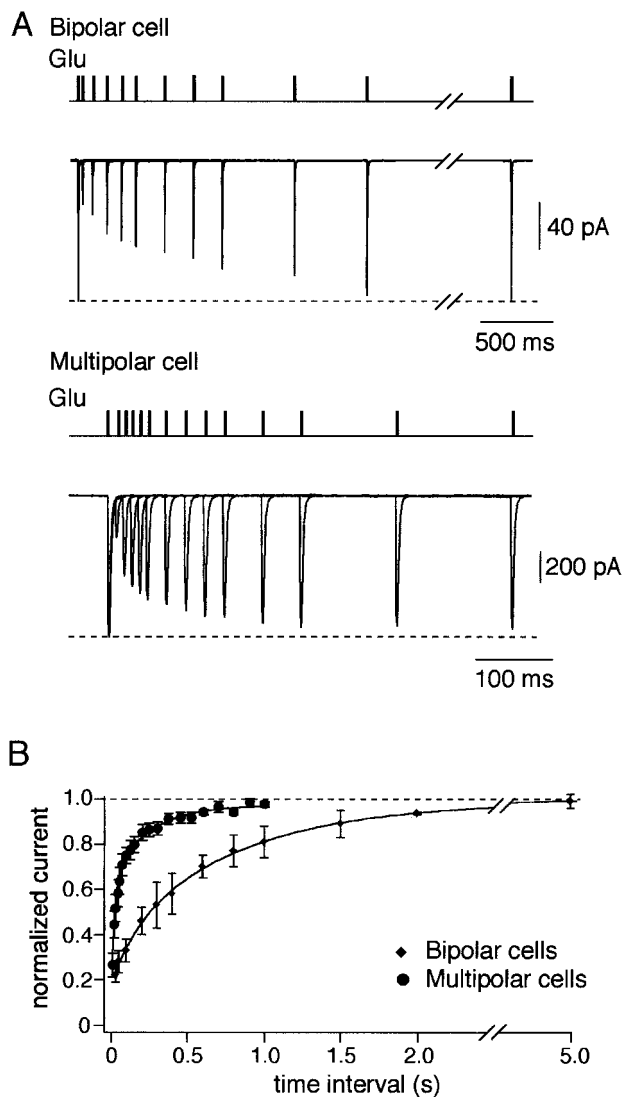 A
Bipolar cell
Glu
40 pA
500 ms
Multipolar cell
Glu
200 pA
100 ms
B
normalized current
1.0
0.8
0.6
0.4
0.2
0
Bipolar cells
Multipolar cells
0 0.5 1.0 1.5 2.0 5.0
time interval (s)